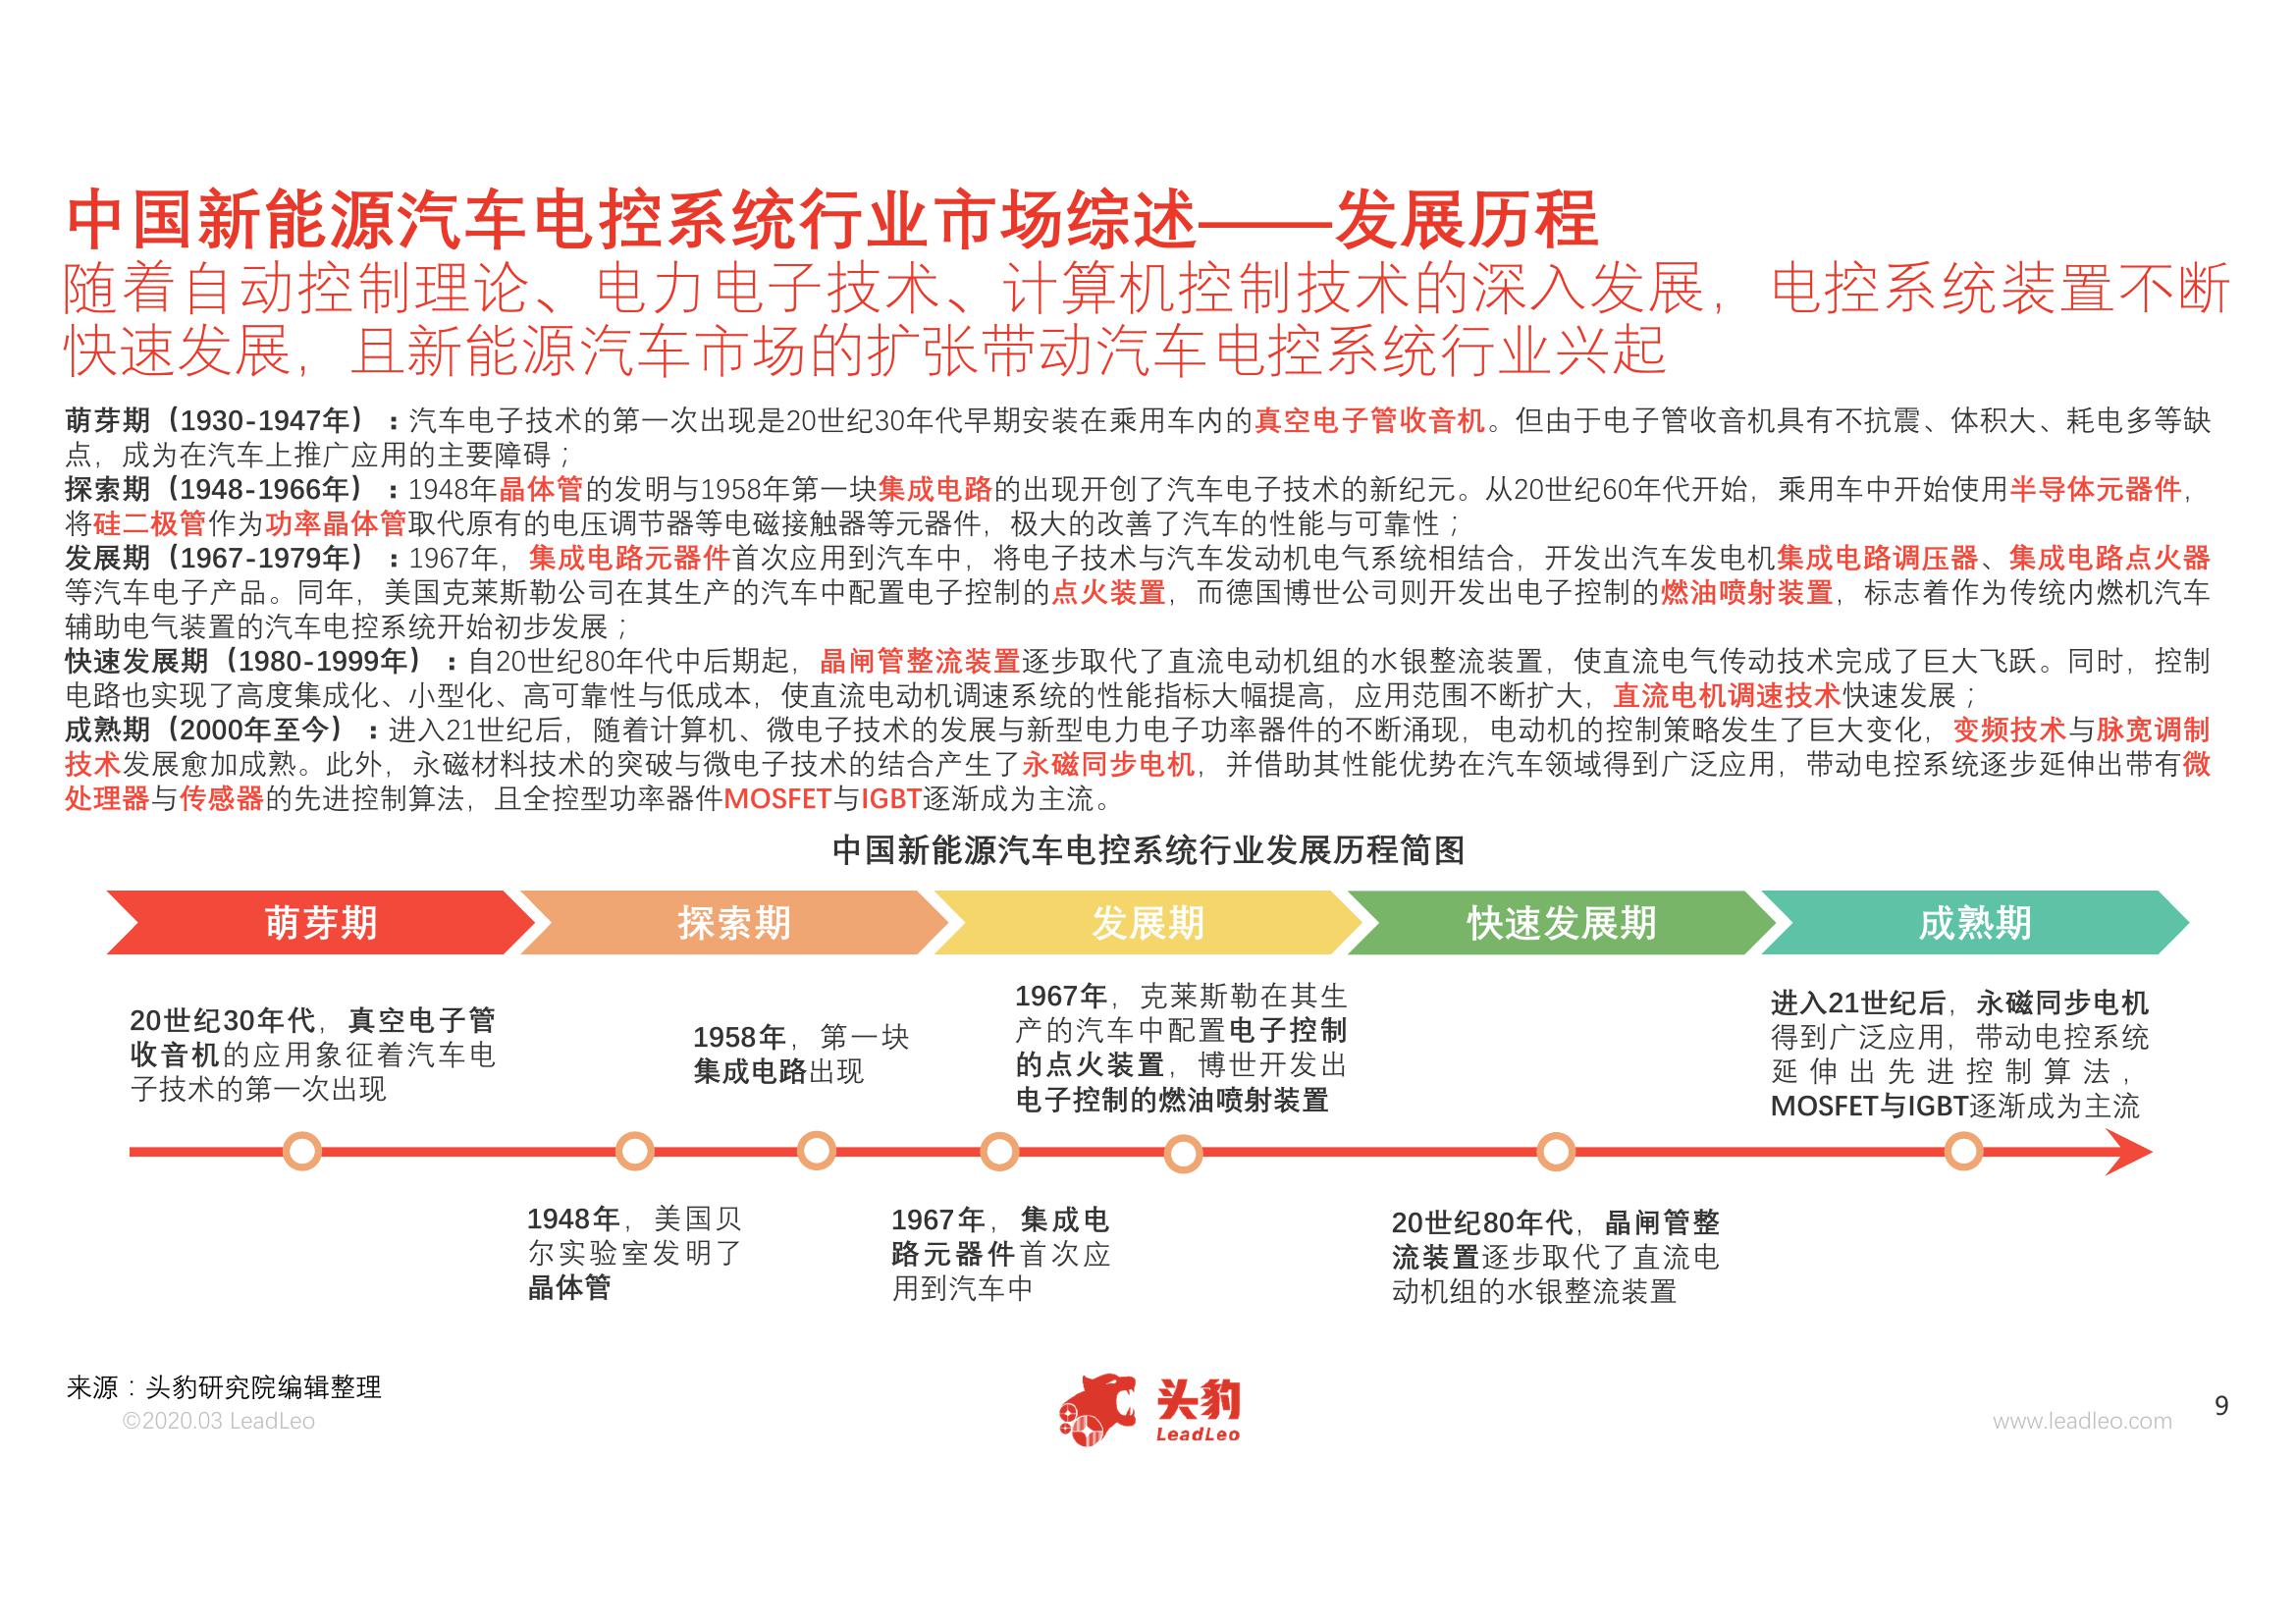 中国新能源汽车电控系统行业市场综述——发展历程
随着自动控制理论、电力电子技术、计算机控制技术的深入发展，电控系统装置不断
快速发展，且新能源汽车市场的扩张带动汽车电控系统行业兴起
萌芽期（1930-1947年）：汽车电子技术的第一次出现是20世纪30年代早期安装在乘用车内的真空电子管收音机。但由于电子管收音机具有不抗震、体积大、耗电多等缺
点，成为在汽车上推广应用的主要障碍；
探索期（1948-1966年）：1948年晶体管的发明与1958年第一块集成电路的出现开创了汽车电子技术的新纪元。从20世纪60年代开始，乘用车中开始使用半导体元器件，
将硅二极管作为功率晶体管取代原有的电压调节器等电磁接触器等元器件，极大的改善了汽车的性能与可靠性；
发展期（1967-1979年）：1967年，集成电路元器件首次应用到汽车中，将电子技术与汽车发动机电气系统相结合，开发出汽车发电机集成电路调压器、集成电路点火器
等汽车电子产品。同年，美国克莱斯勒公司在其生产的汽车中配置电子控制的点火装置，而德国博世公司则开发出电子控制的燃油喷射装置，标志着作为传统内燃机汽车
辅助电气装置的汽车电控系统开始初步发展；
快速发展期（1980-1999年）：自20世纪80年代中后期起，晶闸管整流装置逐步取代了直流电动机组的水银整流装置，使直流电气传动技术完成了巨大飞跃。同时，控制
电路也实现了高度集成化、小型化、高可靠性与低成本，使直流电动机调速系统的性能指标大幅提高，应用范围不断扩大，直流电机调速技术快速发展；
成熟期（2000年至今）：进入21世纪后，随着计算机、微电子技术的发展与新型电力电子功率器件的不断涌现，电动机的控制策略发生了巨大变化，变频技术与脉宽调制
技术发展愈加成熟。此外，永磁材料技术的突破与微电子技术的结合产生了永磁同步电机，并借助其性能优势在汽车领域得到广泛应用，带动电控系统逐步延伸出带有微
处理器与传感器的先进控制算法，且全控型功率器件MOSFET与IGBT逐渐成为主流。
中国新能源汽车电控系统行业发展历程简图
萌芽期
探索期
发展期
快速发展期
成熟期
20世纪30年代，真空电子管
收音机的应用象征着汽车电
子技术的第一次出现
1958年，第一块
集成电路出现
1967年，克莱斯勒在其生
产的汽车中配置电子控制
的点火装置，博世开发出
电子控制的燃油喷射装置
进入21世纪后，永磁同步电机
得到广泛应用，带动电控系统
延伸出先进控制算法，
MOSFET与IGBT逐渐成为主流
1948年，美国贝
尔实验室发明了
晶体管
1967年，集成电
路元器件首次应
用到汽车中
20世纪80年代，晶闸管整
流装置逐步取代了直流电
动机组的水银整流装置
来源：头豹研究院编辑整理
©2020.03 LeadLeo
头豹
LeadLeo
www.leadleo.com
9